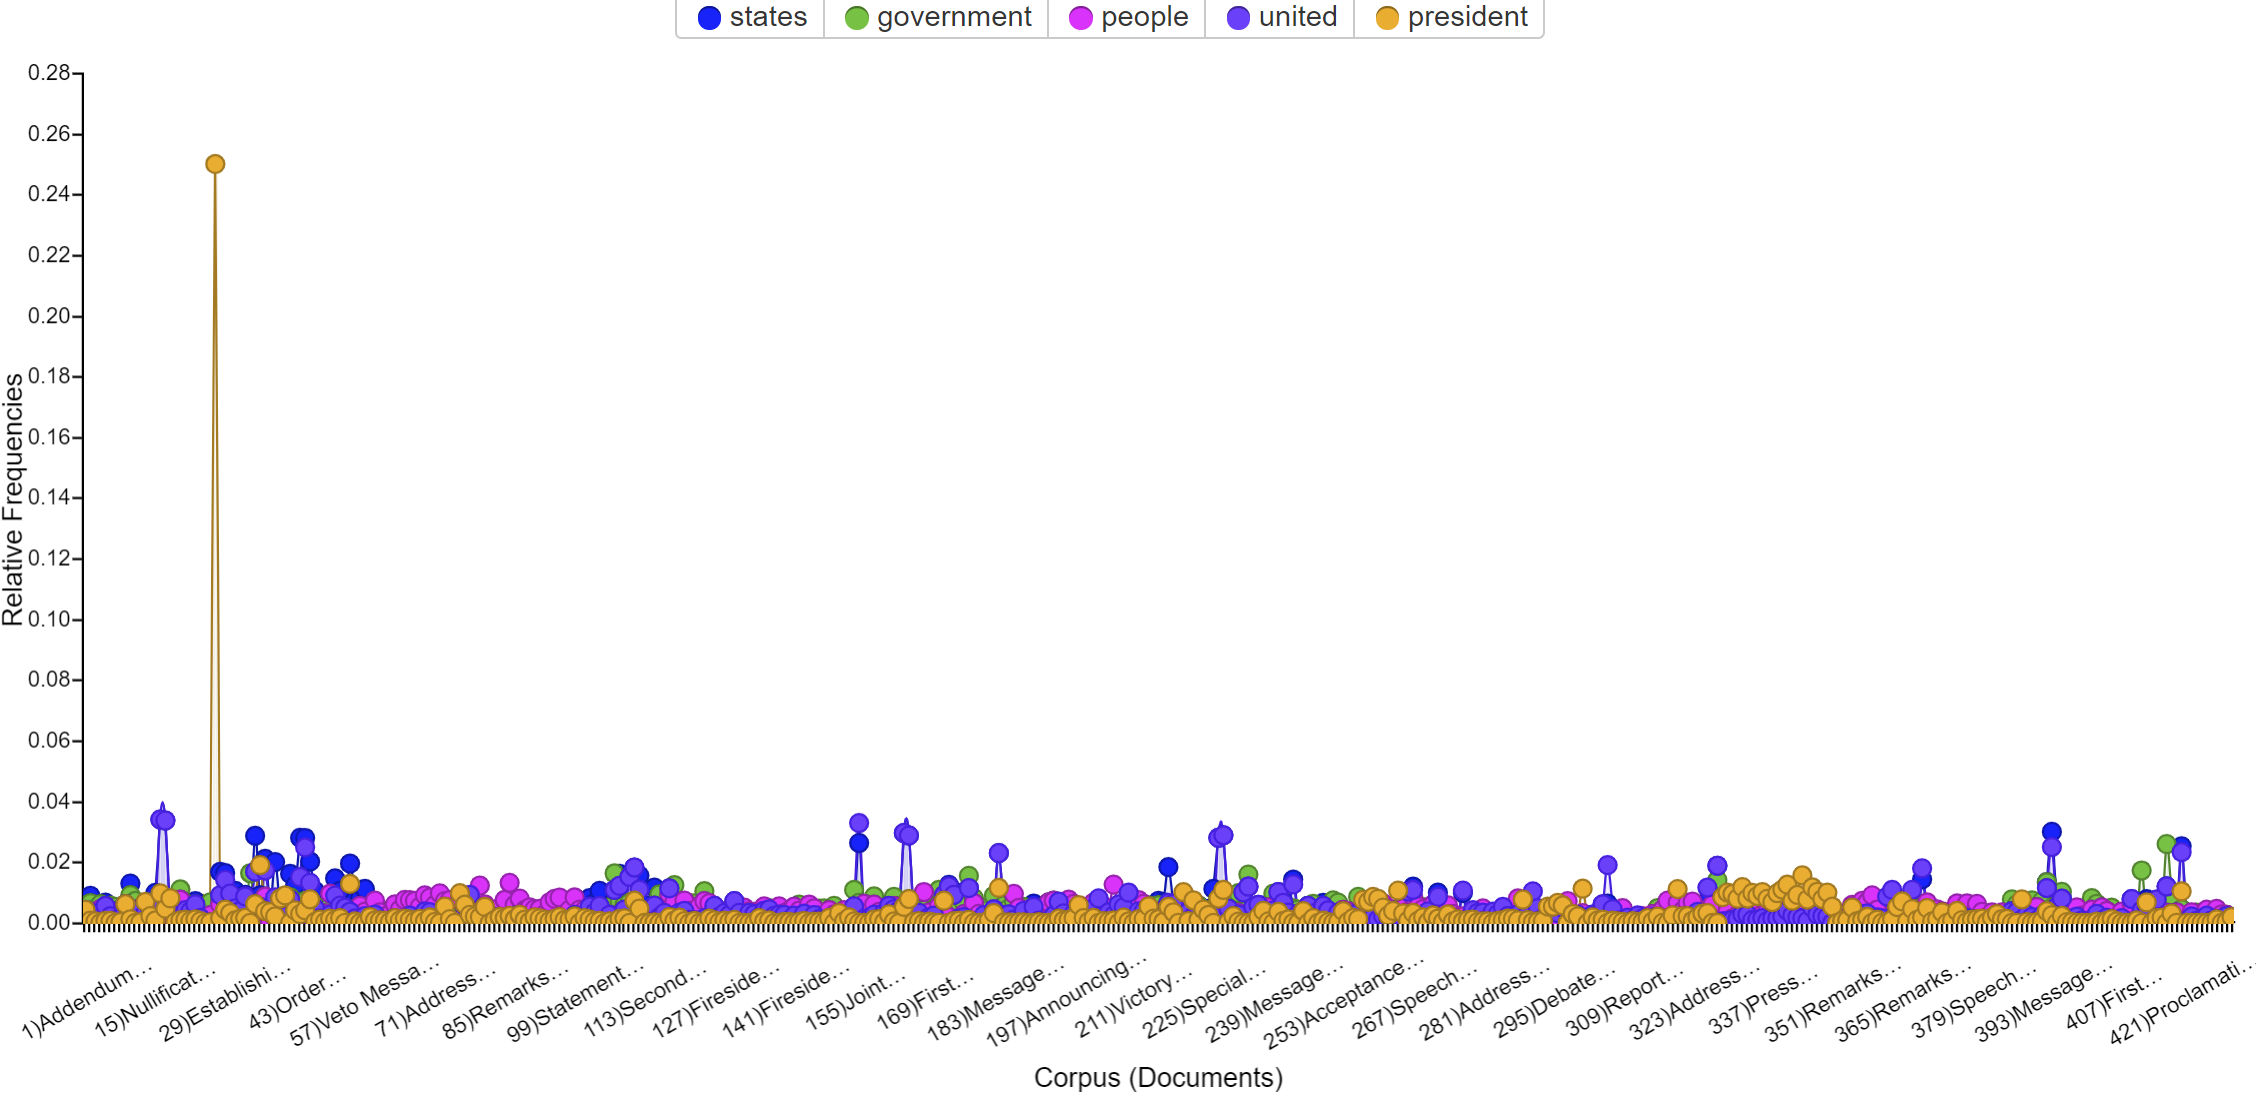 states government people united president
0.28
0.26
0.24
0.22
0.20
0.18
0.16
0.14
0.12
0.10
0.08
0.06
0.04
0.02
0.00
Relative Frequencies
1)Addendum…
15)Nullificat…
29)Establishi…
43)Order…
57)Veto Messa…
71)Address…
85)Remarks…
99)Statement…
113)Second…
127)Fireside…
141)Fireside…
155)Joint…
169)First…
183)Message…
197)Announcing…
211)Victory…
225)Special…
239)Message…
253)Acceptance…
267)Speech…
281)Address…
295)Debate…
309)Report…
323)Address…
337)Press…
351)Remarks…
365)Remarks…
379)Speech…
393)Message…
407)First…
421)Proclamati…
Corpus (Documents)